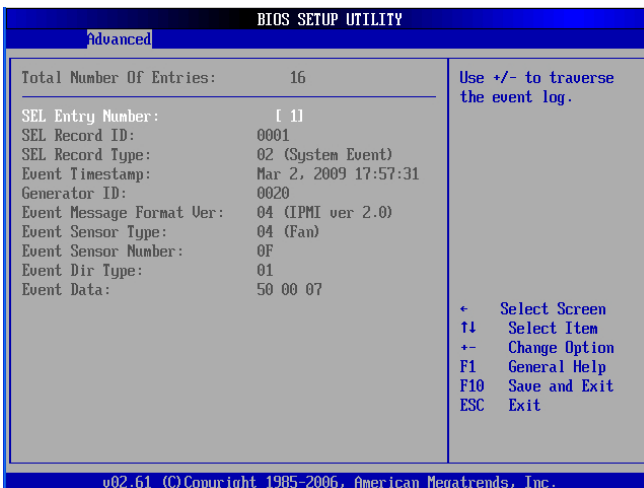 BIOS SETUP UTILITY
Advanced
Total Number Of Entries: 16
SEL Entry Number: [ 1]
SEL Record ID: 0001
SEL Record Type: 02 (System Event)
Event Timestamp: Mar 2, 2009 17:57:31
Generator ID: 0020
Event Message Format Ver: 04 (IPMI ver 2.0)
Event Sensor Type: 04 (Fan)
Event Sensor Number: 0F
Event Dir Type: 01
Event Data: 50 00 07
Use +/- to traverse
the event log.
← Select Screen
↑↓ Select Item
+- Change Option
F1 General Help
F10 Save and Exit
ESC Exit
v02.61 (C)Copyright 1985-2006, American Megatrends, Inc.